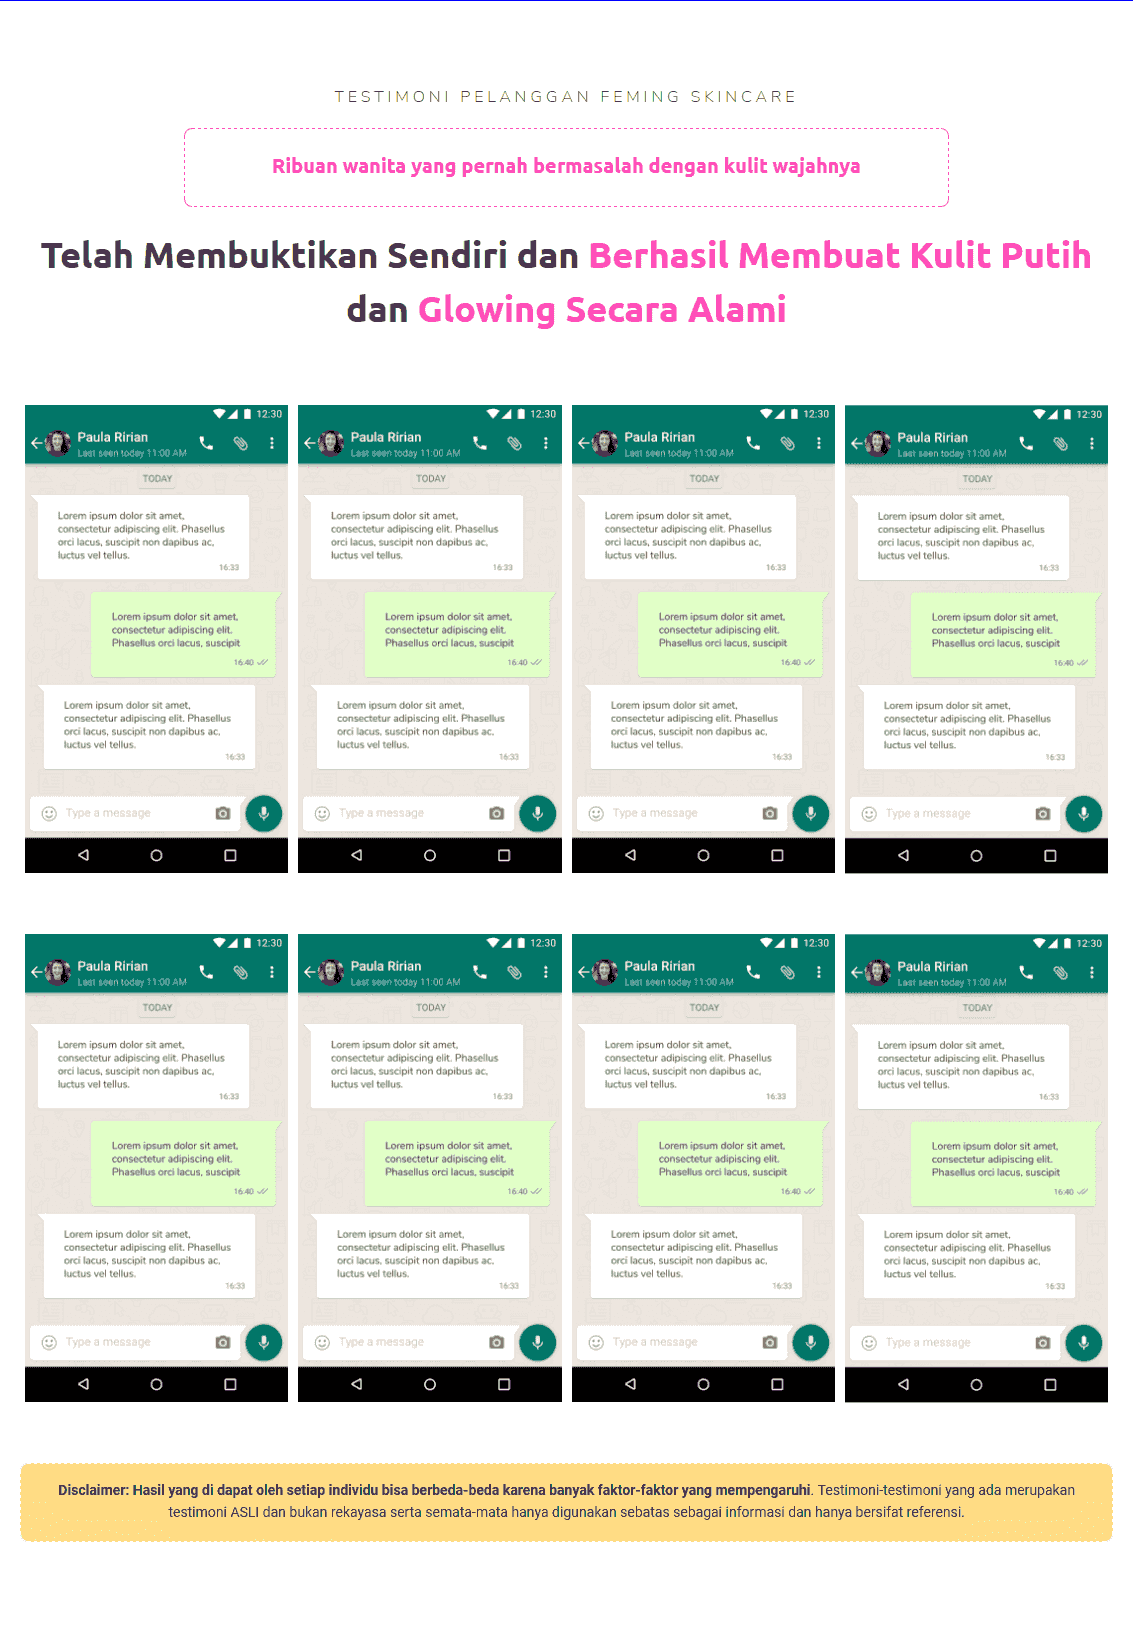 TESTIMONI PELANGGAN FEMING SKINCARE
Ribuan wanita yang pernah bermasalah dengan kulit wajahnya
Telah Membuktikan Sendiri dan Berhasil Membuat Kulit Putih
dan Glowing Secara Alami
12:30
Paula Ririan
Last seen today 11:00 AM
TODAY
Lorem ipsum dolor sit amet,
consectetur adipiscing elit. Phasellus
orci lacus, suscipit non dapibus ac,
luctus vel tellus.
16:33
Lorem ipsum dolor sit amet,
consectetur adipiscing elit.
Phasellus orci lacus, suscipit
16:40
Lorem ipsum dolor sit amet,
consectetur adipiscing elit. Phasellus
orci lacus, suscipit non dapibus ac,
luctus vel tellus.
16:33
Type a message
12:30
Paula Ririan
Last seen today 11:00 AM
TODAY
Lorem ipsum dolor sit amet,
consectetur adipiscing elit. Phasellus
orci lacus, suscipit non dapibus ac,
luctus vel tellus.
16:33
Lorem ipsum dolor sit amet,
consectetur adipiscing elit.
Phasellus orci lacus, suscipit
16:40
Lorem ipsum dolor sit amet,
consectetur adipiscing elit. Phasellus
orci lacus, suscipit non dapibus ac,
luctus vel tellus.
16:33
Type a message
12:30
Paula Ririan
Last seen today 11:00 AM
TODAY
Lorem ipsum dolor sit amet,
consectetur adipiscing elit. Phasellus
orci lacus, suscipit non dapibus ac,
luctus vel tellus.
16:33
Lorem ipsum dolor sit amet,
consectetur adipiscing elit.
Phasellus orci lacus, suscipit
16:40
Lorem ipsum dolor sit amet,
consectetur adipiscing elit. Phasellus
orci lacus, suscipit non dapibus ac,
luctus vel tellus.
16:33
Type a message
12:30
Paula Ririan
Last seen today 11:00 AM
TODAY
Lorem ipsum dolor sit amet,
consectetur adipiscing elit. Phasellus
orci lacus, suscipit non dapibus ac,
luctus vel tellus.
16:33
Lorem ipsum dolor sit amet,
consectetur adipiscing elit.
Phasellus orci lacus, suscipit
16:40
Lorem ipsum dolor sit amet,
consectetur adipiscing elit. Phasellus
orci lacus, suscipit non dapibus ac,
luctus vel tellus.
16:33
Type a message
12:30
Paula Ririan
Last seen today 11:00 AM
TODAY
Lorem ipsum dolor sit amet,
consectetur adipiscing elit. Phasellus
orci lacus, suscipit non dapibus ac,
luctus vel tellus.
16:33
Lorem ipsum dolor sit amet,
consectetur adipiscing elit.
Phasellus orci lacus, suscipit
16:40
Lorem ipsum dolor sit amet,
consectetur adipiscing elit. Phasellus
orci lacus, suscipit non dapibus ac,
luctus vel tellus.
16:33
Type a message
12:30
Paula Ririan
Last seen today 11:00 AM
TODAY
Lorem ipsum dolor sit amet,
consectetur adipiscing elit. Phasellus
orci lacus, suscipit non dapibus ac,
luctus vel tellus.
16:33
Lorem ipsum dolor sit amet,
consectetur adipiscing elit.
Phasellus orci lacus, suscipit
16:40
Lorem ipsum dolor sit amet,
consectetur adipiscing elit. Phasellus
orci lacus, suscipit non dapibus ac,
luctus vel tellus.
16:33
Type a message
12:30
Paula Ririan
Last seen today 11:00 AM
TODAY
Lorem ipsum dolor sit amet,
consectetur adipiscing elit. Phasellus
orci lacus, suscipit non dapibus ac,
luctus vel tellus.
16:33
Lorem ipsum dolor sit amet,
consectetur adipiscing elit.
Phasellus orci lacus, suscipit
16:40
Lorem ipsum dolor sit amet,
consectetur adipiscing elit. Phasellus
orci lacus, suscipit non dapibus ac,
luctus vel tellus.
16:33
Type a message
12:30
Paula Ririan
Last seen today 11:00 AM
TODAY
Lorem ipsum dolor sit amet,
consectetur adipiscing elit. Phasellus
orci lacus, suscipit non dapibus ac,
luctus vel tellus.
16:33
Lorem ipsum dolor sit amet,
consectetur adipiscing elit.
Phasellus orci lacus, suscipit
16:40
Lorem ipsum dolor sit amet,
consectetur adipiscing elit. Phasellus
orci lacus, suscipit non dapibus ac,
luctus vel tellus.
16:33
Type a message
Disclaimer: Hasil yang di dapat oleh setiap individu bisa berbeda-beda karena banyak faktor-faktor yang mempengaruhi. Testimoni-testimoni yang ada merupakan
testimoni ASLI dan bukan rekayasa serta semata-mata hanya digunakan sebatas sebagai informasi dan hanya bersifat referensi.